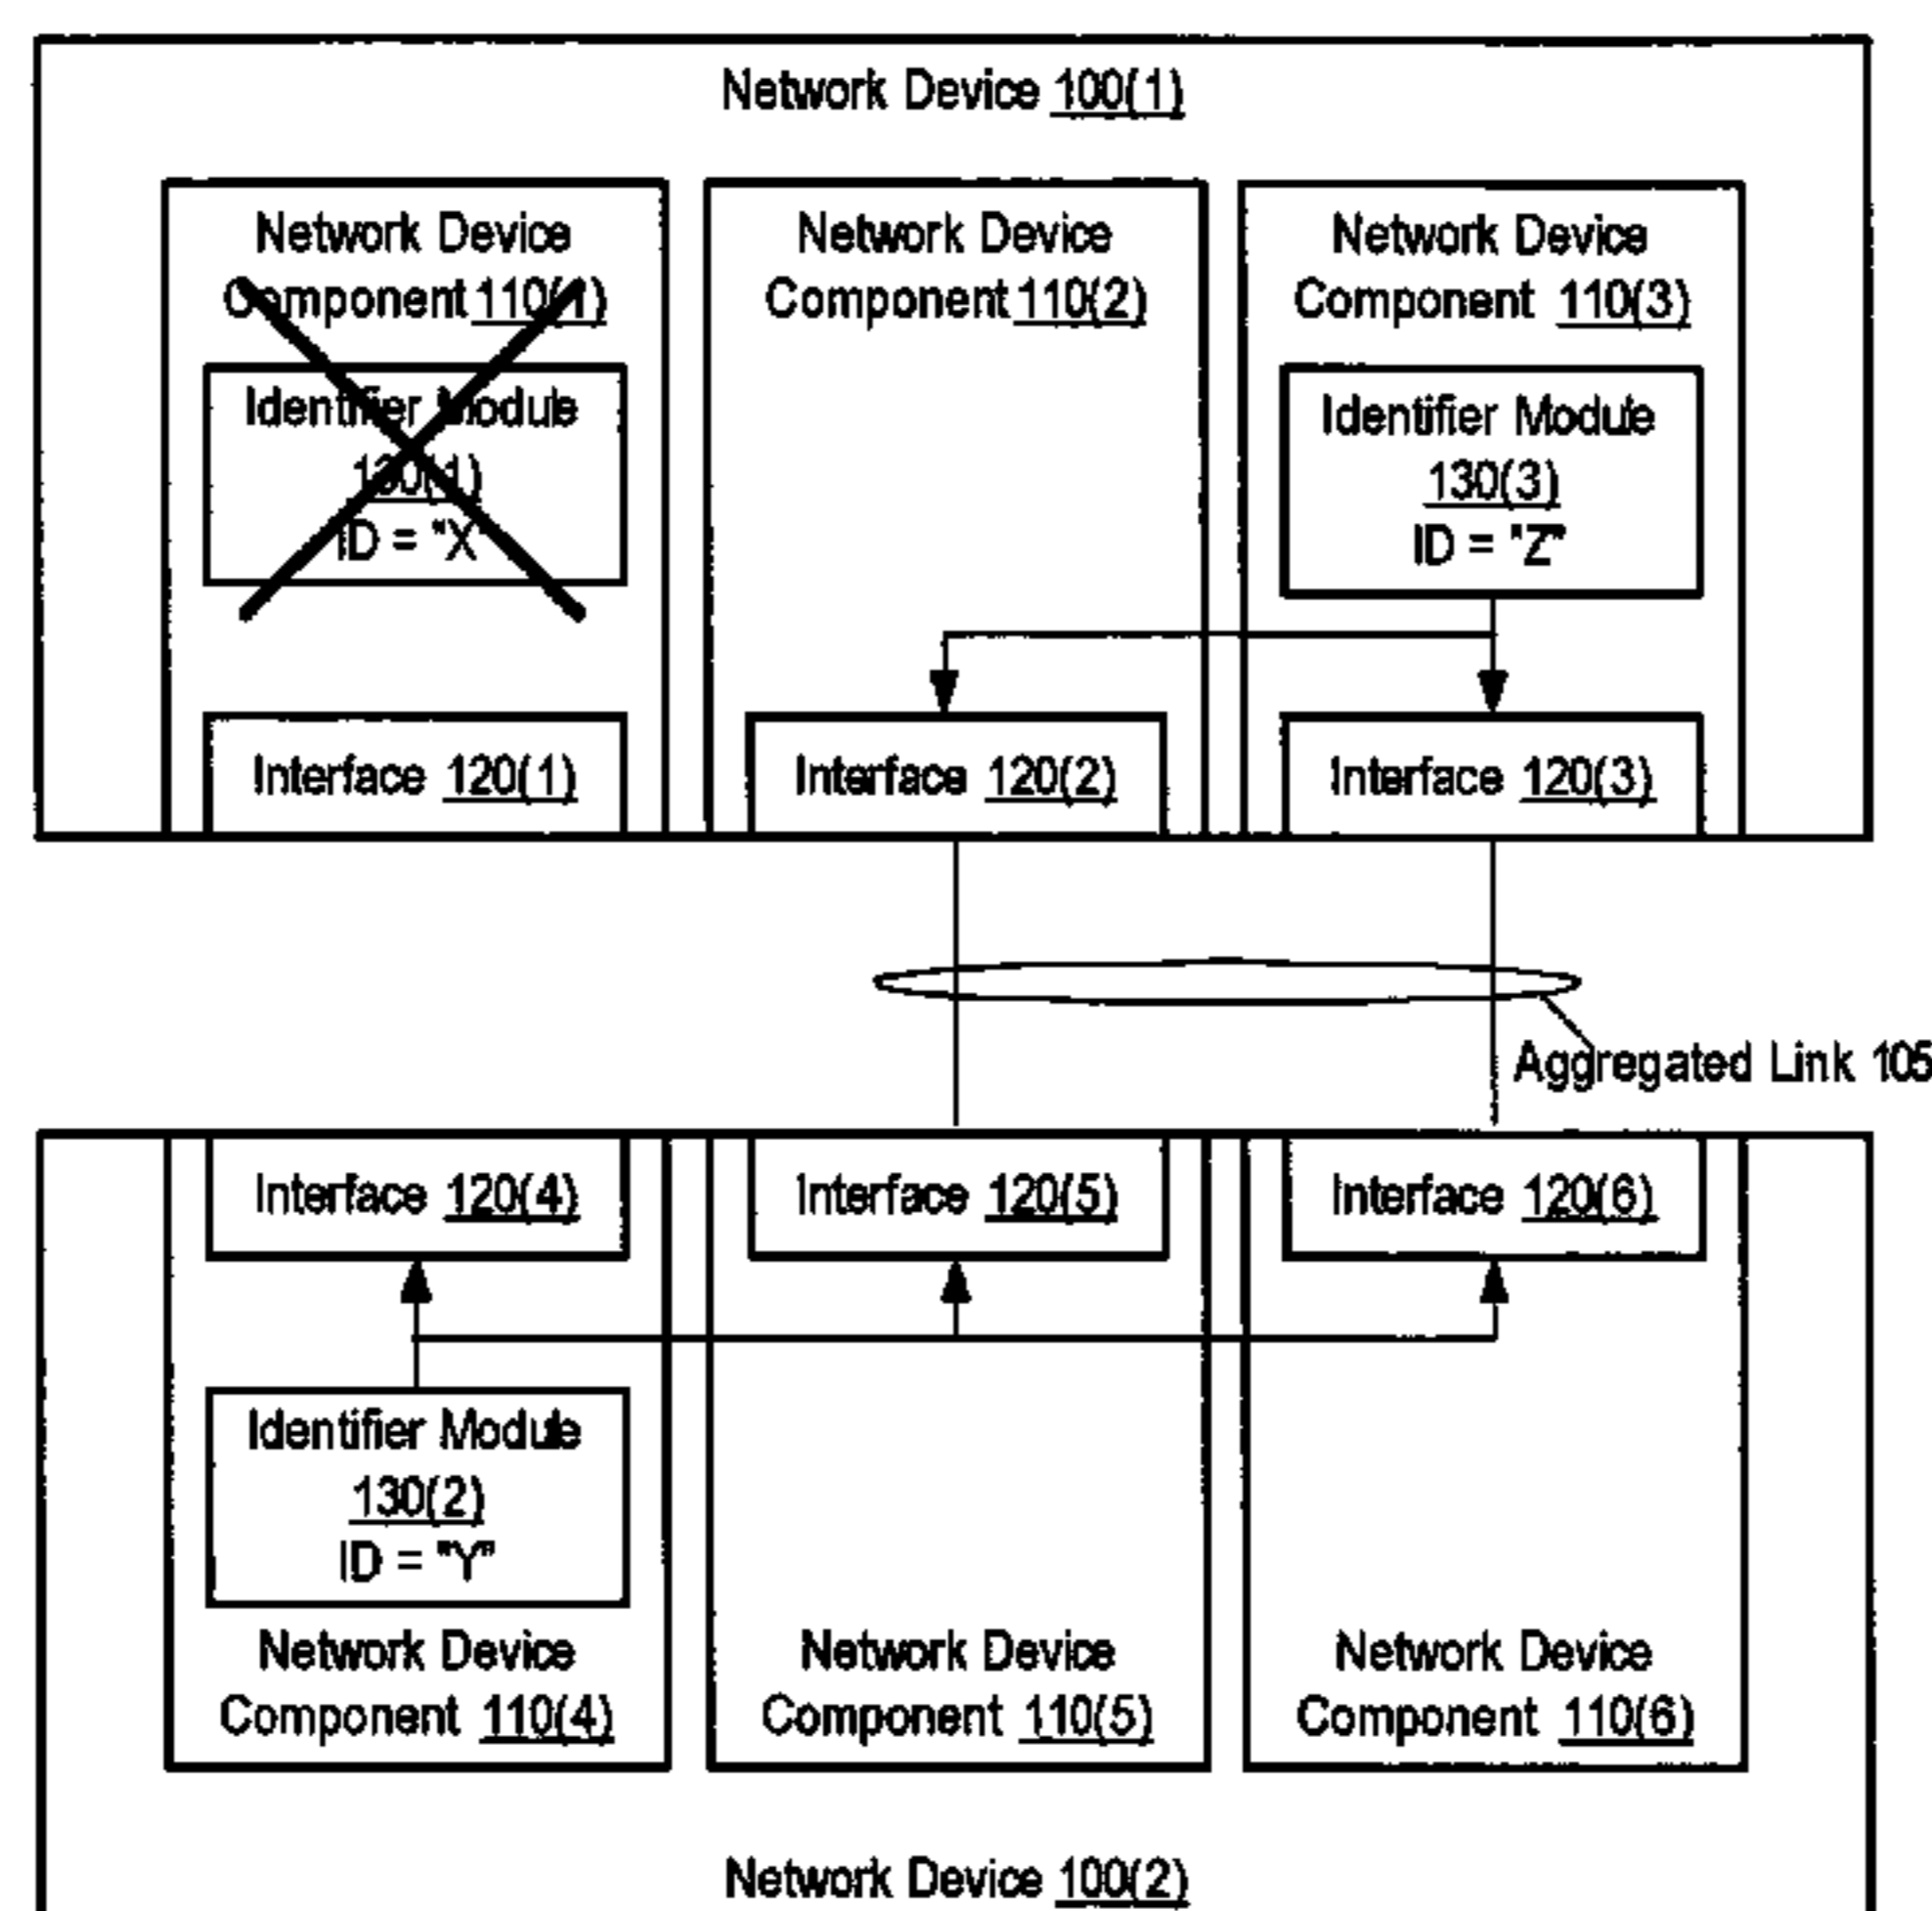 Network Device 100(1)
Network Device
Component 110(1)
Identifier Module
130(1)
ID = "X"
Interface 120(1)
Network Device
Component 110(2)
Interface 120(2)
Network Device
Component 110(3)
Identifier Module
130(3)
ID = "Z"
Interface 120(3)
Aggregated Link 105
Interface 120(4)
Identifier Module
130(2)
ID = "Y"
Network Device
Component 110(4)
Interface 120(5)
Network Device
Component 110(5)
Interface 120(6)
Network Device
Component 110(6)
Network Device 100(2)